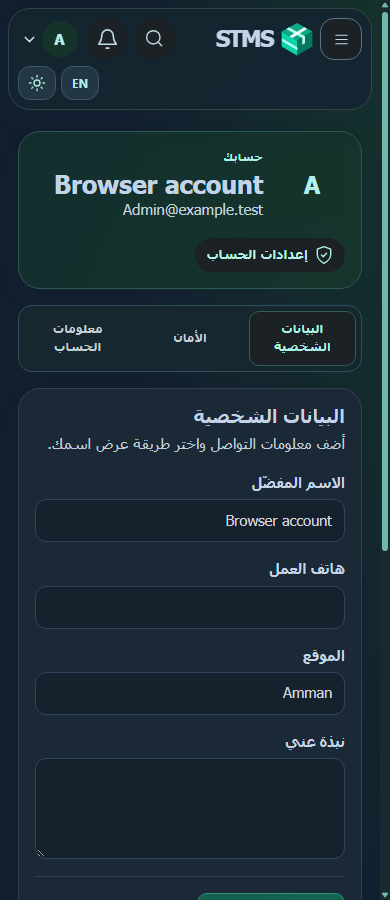 STMS
A
EN
حسابك
Browser account
A
Admin@example.test
إعدادات الحساب
البيانات الشخصية
الأمان
معلومات الحساب
البيانات الشخصية
أضف معلومات التواصل واختر طريقة عرض اسمك.
الاسم المفضّل
Browser account
هاتف العمل
الموقع
Amman
نبذة عني